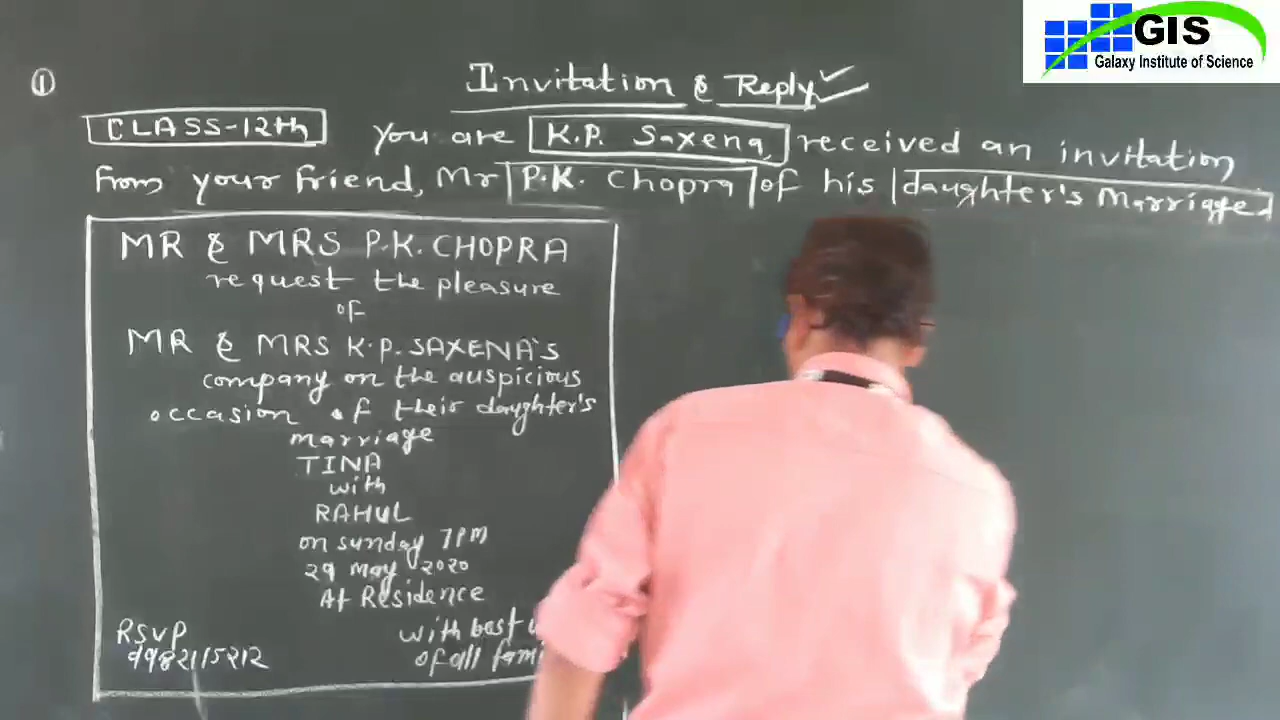 GIS
Galaxy Institute of Science
① Invitation & Reply
CLASS-12th You are K.P. Saxena, received an invitation
from your friend, Mr P.K. Chopra of his daughter's Marriage.
MR & MRS P.K. CHOPRA
request the pleasure
of
MR & MRS K.P. SAXENA'S
company on the auspicious
occasion of their daughter's
marriage
TINA
with
RAHUL
on sunday 7PM
29 May 2020
At Residence
RSVP with best
9982115212 of all